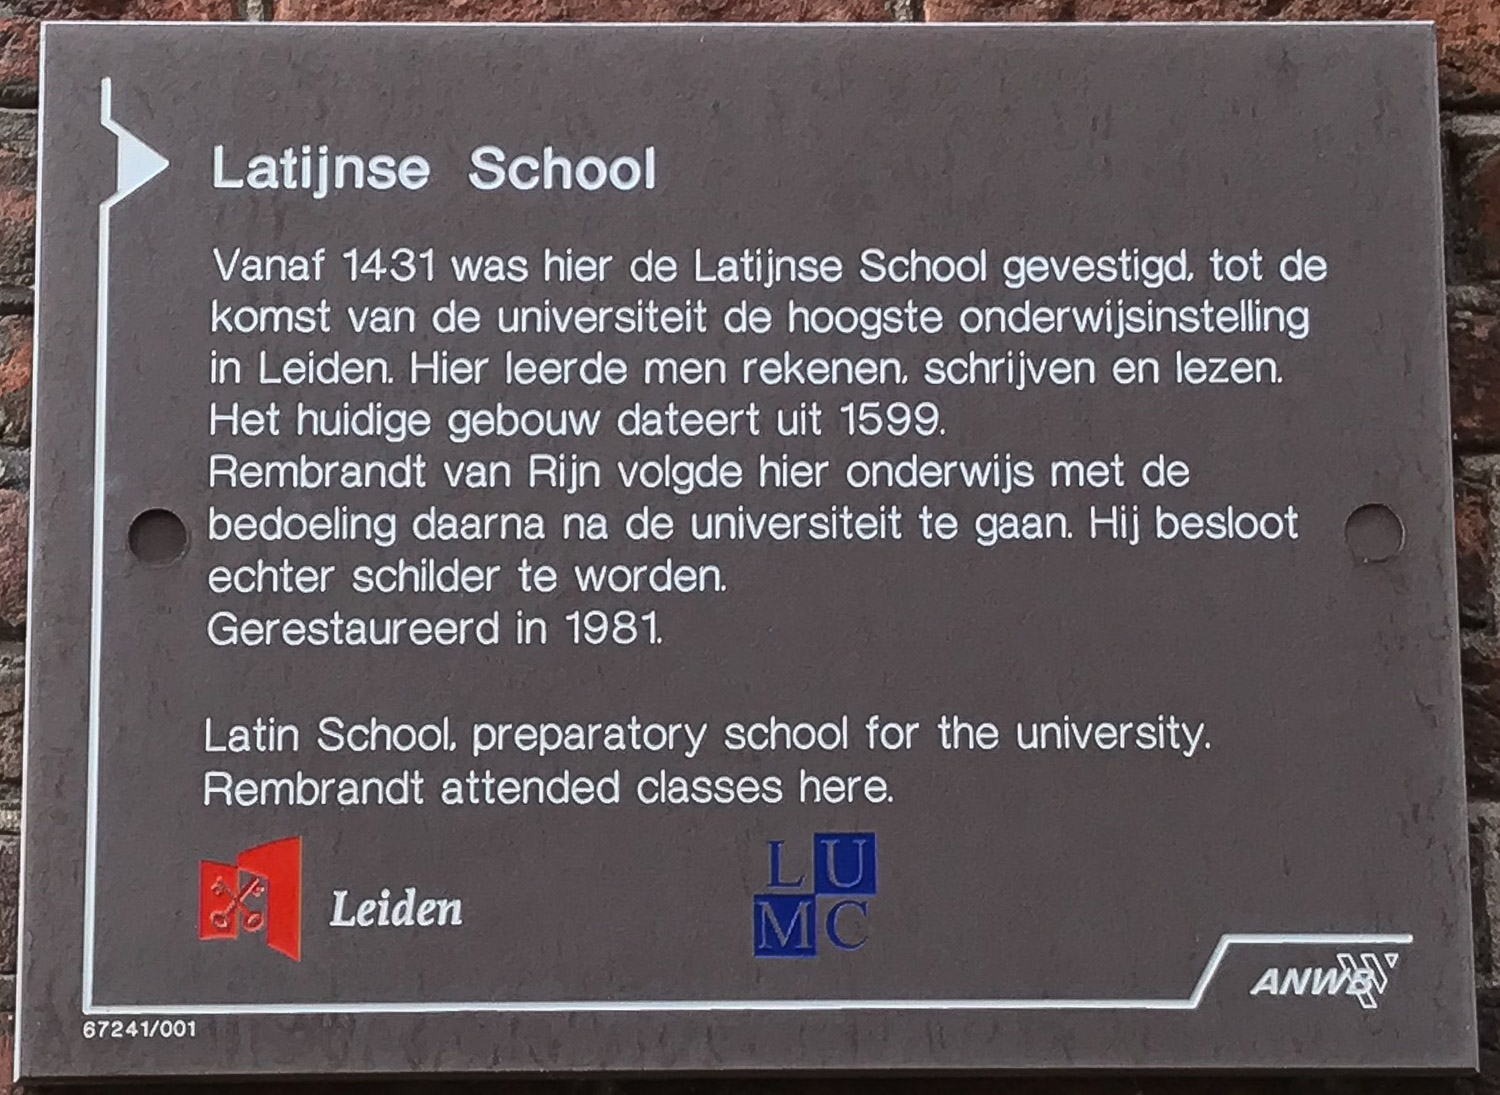 Latijnse School
Vanaf 1431 was hier de Latijnse School gevestigd, tot de
komst van de universiteit de hoogste onderwijsinstelling
in Leiden. Hier leerde men rekenen, schrijven en lezen.
Het huidige gebouw dateert uit 1599.
Rembrandt van Rijn volgde hier onderwijs met de
bedoeling daarna na de universiteit te gaan. Hij besloot
echter schilder te worden.
Gerestaureerd in 1981.
Latin School, preparatory school for the university.
Rembrandt attended classes here.
Leiden
LU
MC
ANWB
67241/001